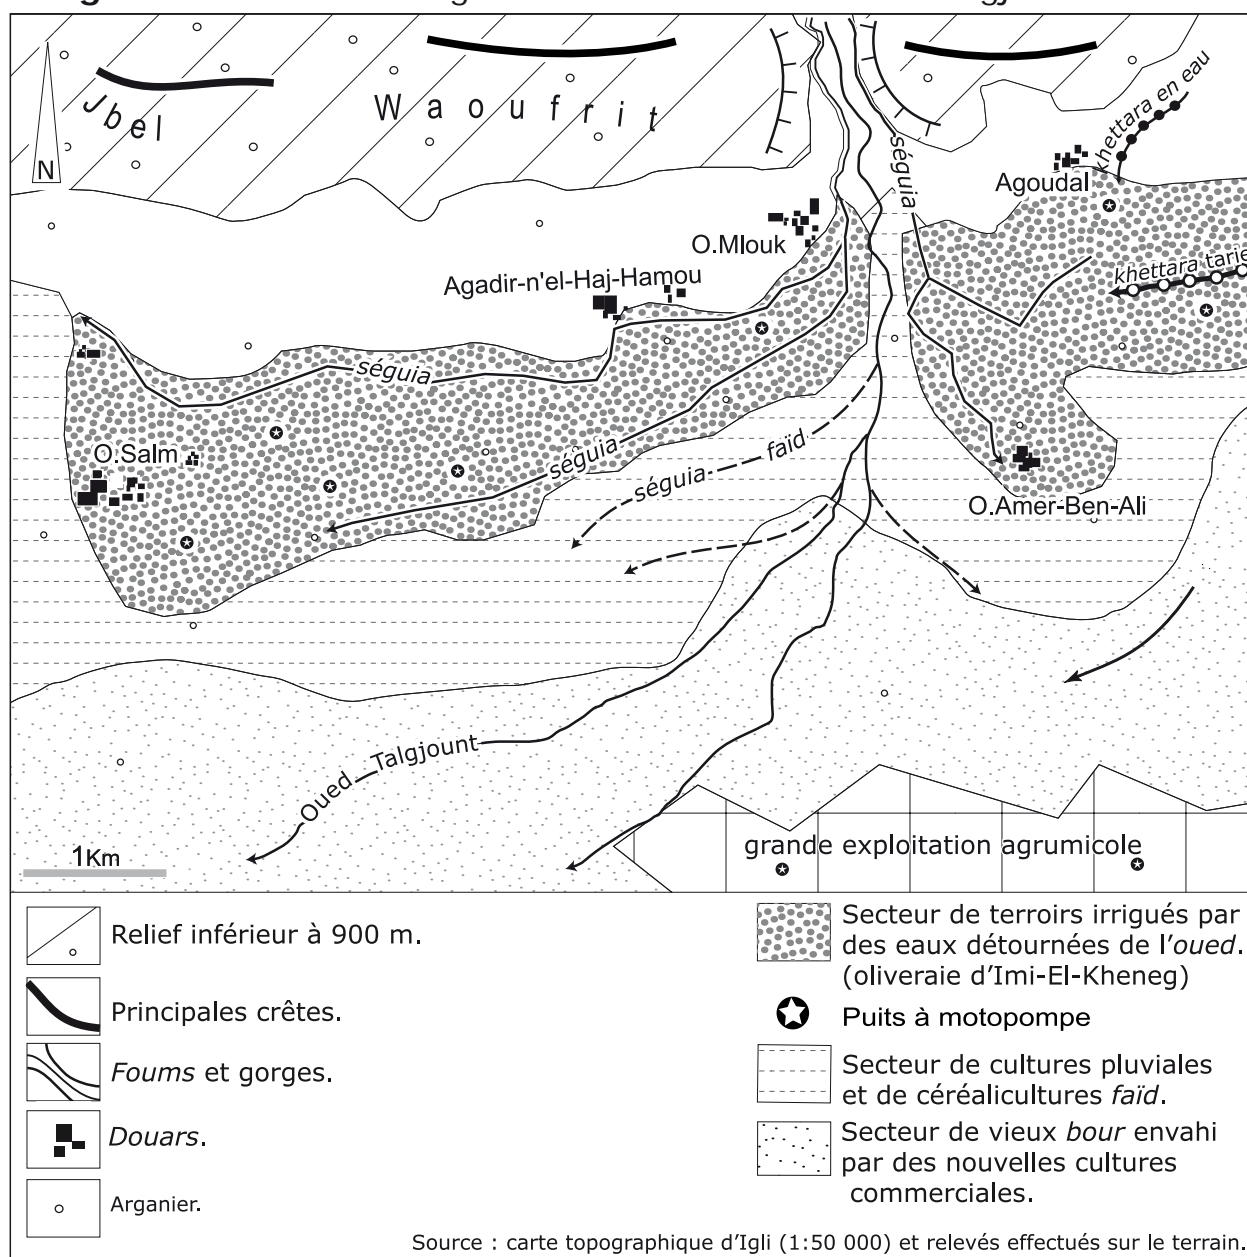 Jbel Waoufrit
N
séguia
khettara en eau
Agoudal
O.Mlouk
khettara tarie
Agadir-n'el-Haj-Hamou
séguia
O.Salm
séguia
séguia faïd
O.Amer-Ben-Ali
Oued Talgjount
1Km
grande exploitation agrumicole
Relief inférieur à 900 m.
Principales crêtes.
Foums et gorges.
Douars.
Arganier.
Secteur de terroirs irrigués par
des eaux détournées de l'oued.
(oliveraie d'Imi-El-Kheneg)
Puits à motopompe
Secteur de cultures pluviales
et de céréalicultures faïd.
Secteur de vieux bour envahi
par des nouvelles cultures
commerciales.
Source : carte topographique d'Igli (1:50 000) et relevés effectués sur le terrain.